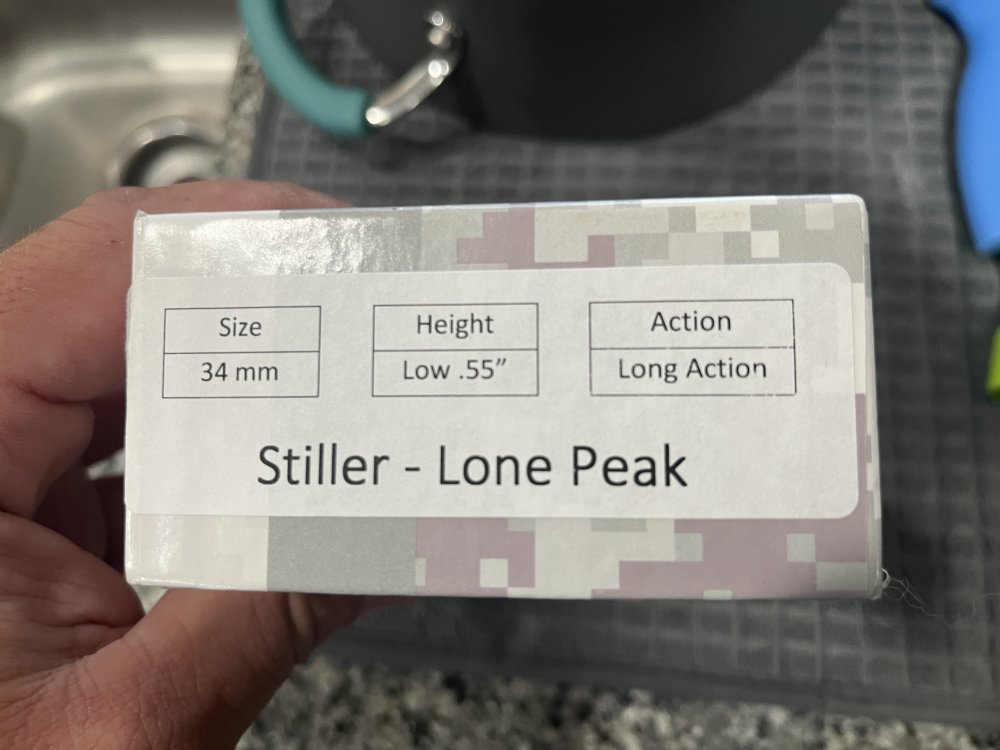 Size Height Action
34 mm Low .55” Long Action
Stiller - Lone Peak